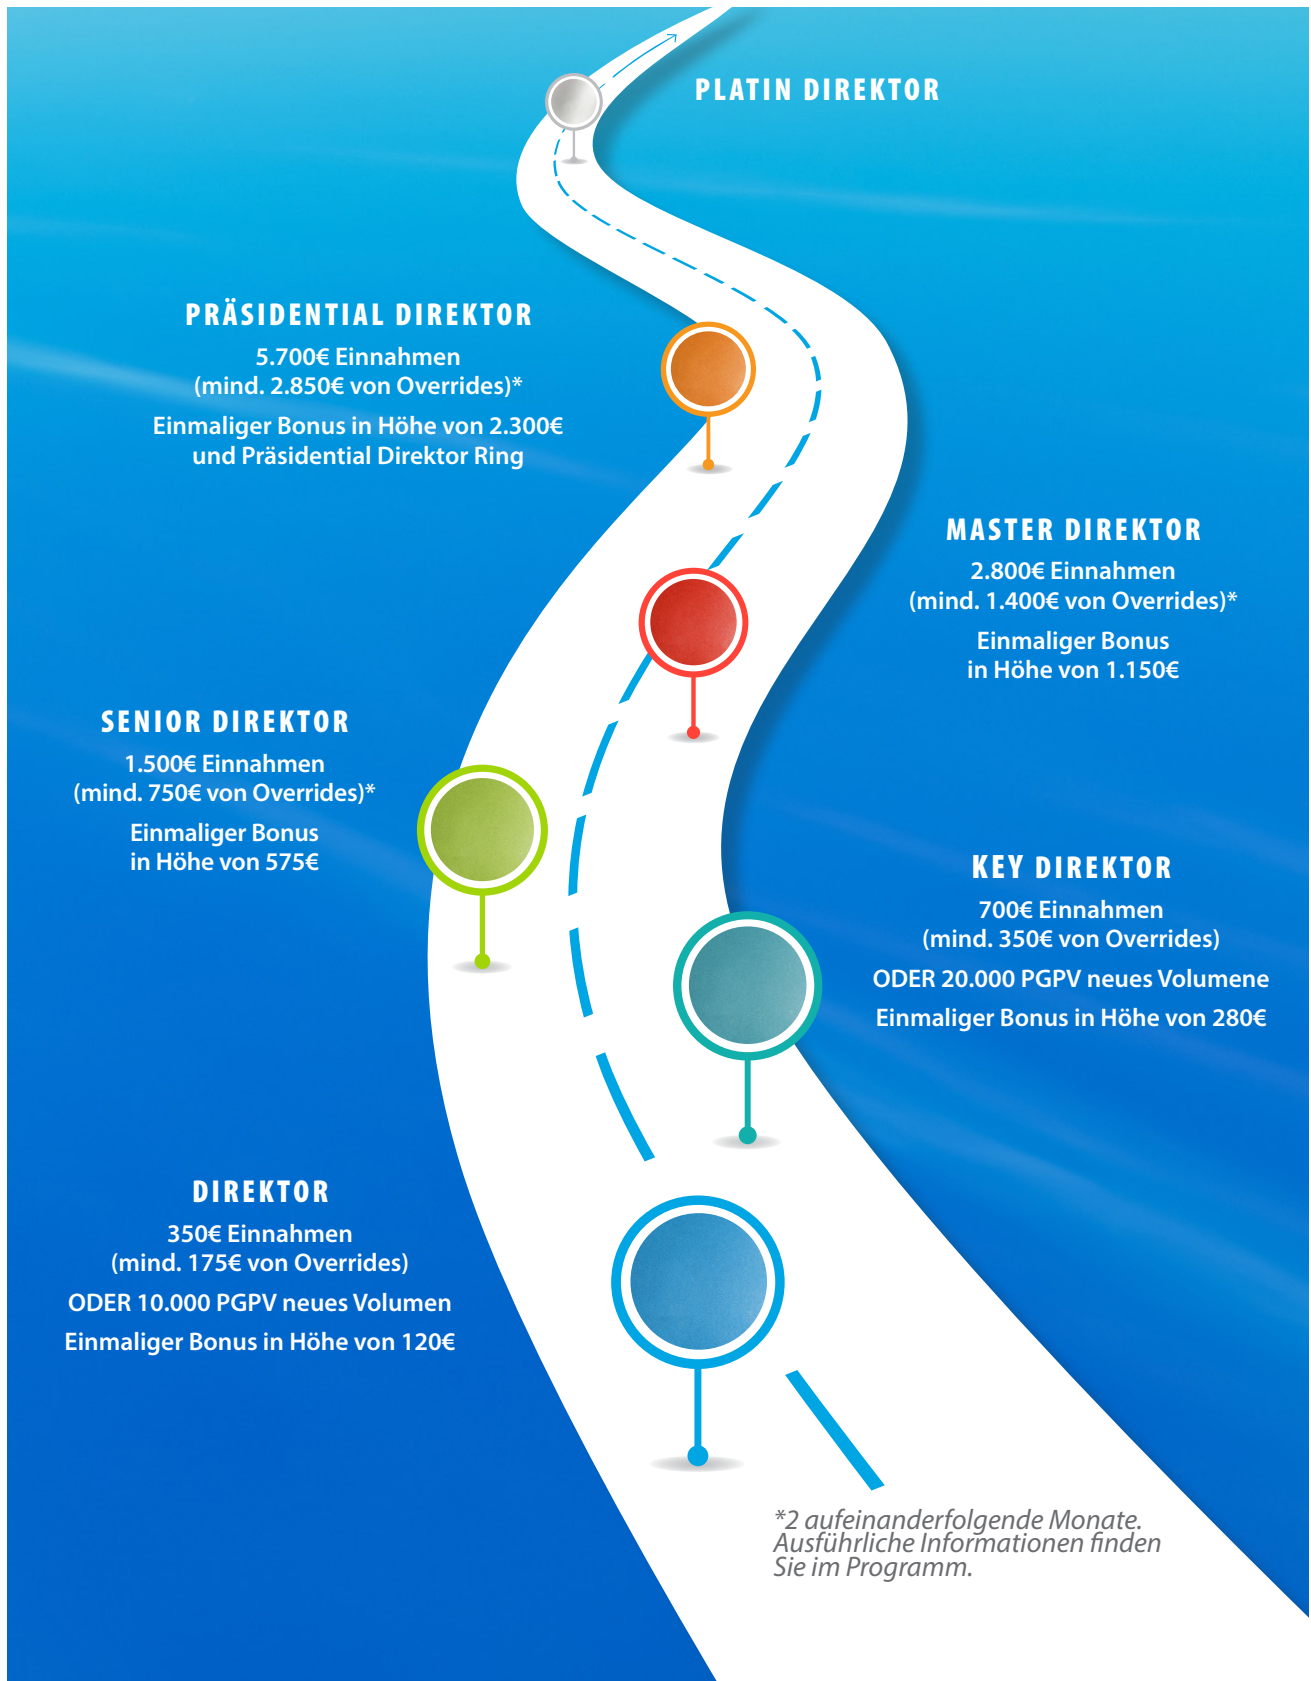 PLATIN DIREKTOR
PRÄSIDENTIAL DIREKTOR
5.700€ Einnahmen
(mind. 2.850€ von Overrides)*
Einmaliger Bonus in Höhe von 2.300€
und Präsidential Direktor Ring
MASTER DIREKTOR
2.800€ Einnahmen
(mind. 1.400€ von Overrides)*
Einmaliger Bonus
in Höhe von 1.150€
SENIOR DIREKTOR
1.500€ Einnahmen
(mind. 750€ von Overrides)*
Einmaliger Bonus
in Höhe von 575€
KEY DIREKTOR
700€ Einnahmen
(mind. 350€ von Overrides)
ODER 20.000 PGPV neues Volumene
Einmaliger Bonus in Höhe von 280€
DIREKTOR
350€ Einnahmen
(mind. 175€ von Overrides)
ODER 10.000 PGPV neues Volumen
Einmaliger Bonus in Höhe von 120€
*2 aufeinanderfolgende Monate.
Ausführliche Informationen finden
Sie im Programm.